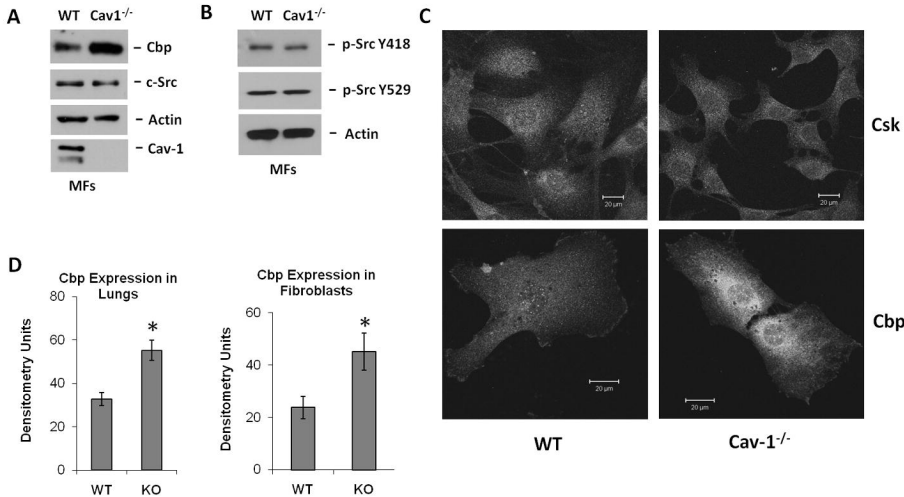 A
WT Cav1⁻/⁻
Cbp
c-Src
Actin
Cav-1
MFs
B
WT Cav1⁻/⁻
p-Src Y418
p-Src Y529
Actin
MFs
C
20 µm
20 µm
Csk
20 µm
20 µm
Cbp
WT
Cav-1⁻/⁻
D
Cbp Expression in
Lungs
Densitometry Units
80
60
40
20
0
*
WT KO
Cbp Expression in
Fibroblasts
Densitometry Units
60
40
20
0
*
WT KO